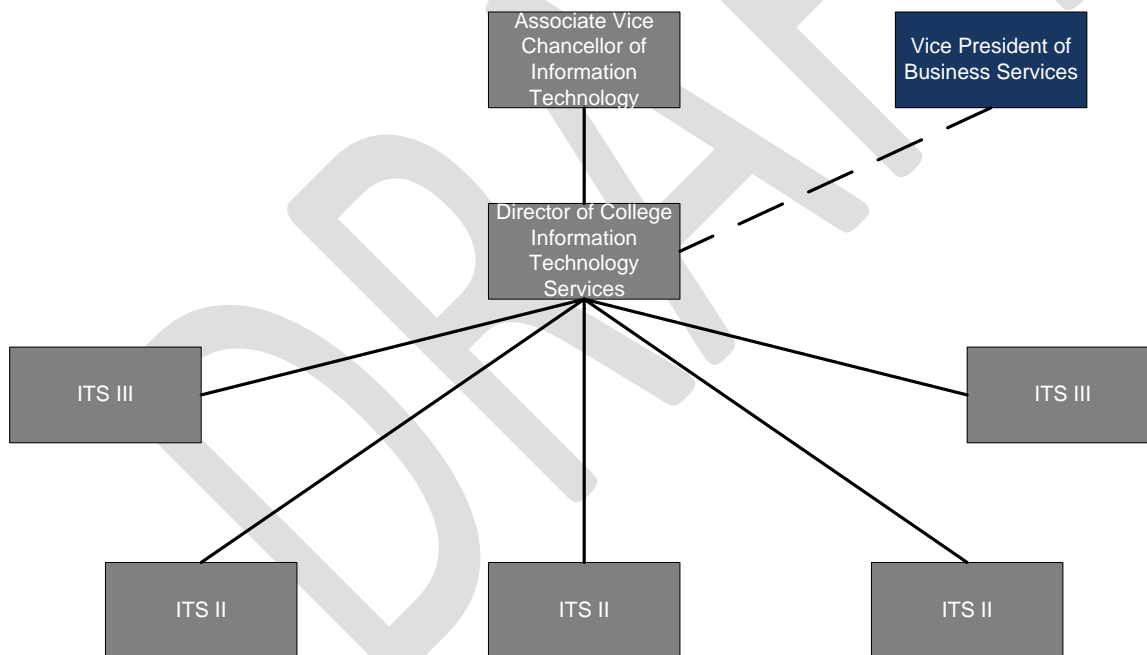 Associate Vice
Chancellor of
Information
Technology
Vice President of
Business Services
Director of College
Information
Technology
Services
ITS III
ITS III
ITS II
ITS II
ITS II